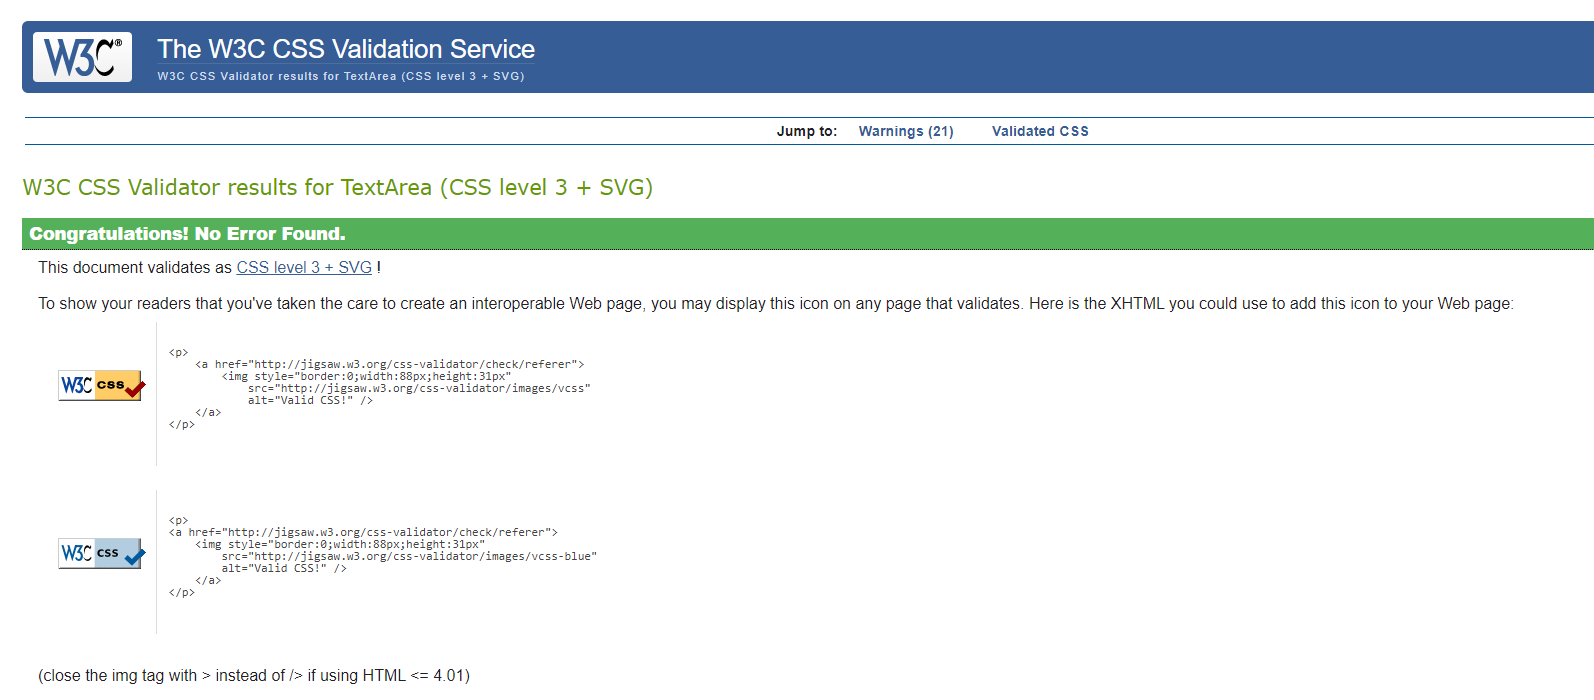 W3C®
The W3C CSS Validation Service
W3C CSS Validator results for TextArea (CSS level 3 + SVG)
Jump to: Warnings (21) Validated CSS
W3C CSS Validator results for TextArea (CSS level 3 + SVG)
Congratulations! No Error Found.
This document validates as CSS level 3 + SVG !
To show your readers that you've taken the care to create an interoperable Web page, you may display this icon on any page that validates. Here is the XHTML you could use to add this icon to your Web page:
W3C css
<p>
    <a href="http://jigsaw.w3.org/css-validator/check/referer">
        <img style="border:0;width:88px;height:31px"
            src="http://jigsaw.w3.org/css-validator/images/vcss"
            alt="Valid CSS!" />
    </a>
</p>
W3C css
<p>
<a href="http://jigsaw.w3.org/css-validator/check/referer">
    <img style="border:0;width:88px;height:31px"
        src="http://jigsaw.w3.org/css-validator/images/vcss-blue"
        alt="Valid CSS!" />
    </a>
</p>
(close the img tag with > instead of /> if using HTML <= 4.01)